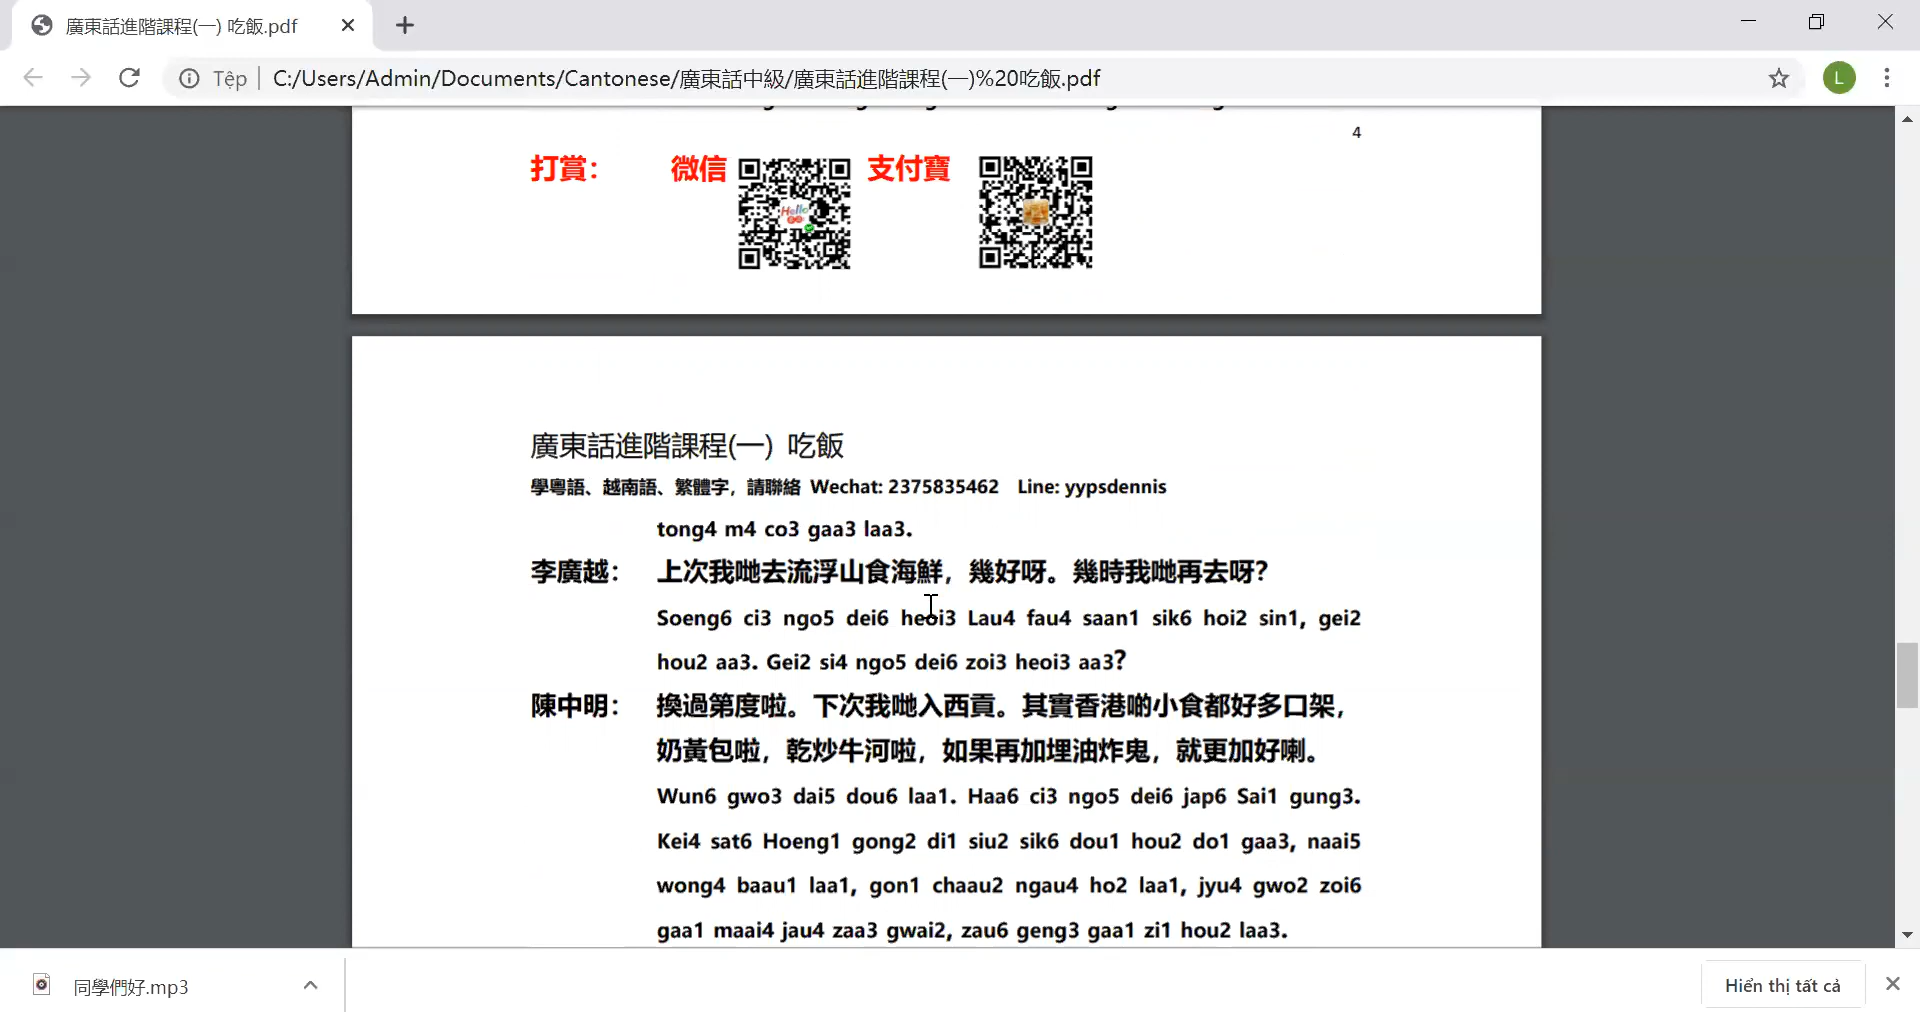 廣東話進階課程(一) 吃飯.pdf
Tệp
C:/Users/Admin/Documents/Cantonese/廣東話中級/廣東話進階課程(一)%20吃飯.pdf
L
4
打賞：
微信
支付寶
Hello
廣東話進階課程(一) 吃飯
學粵語、越南語、繁體字，請聯絡 Wechat: 2375835462 Line: yypsdennis
tong4 m4 co3 gaa3 laa3.
李廣越： 上次我哋去流浮山食海鮮，幾好呀。幾時我哋再去呀？
Soeng6 ci3 ngo5 dei6 heoi3 Lau4 fau4 saan1 sik6 hoi2 sin1, gei2
hou2 aa3. Gei2 si4 ngo5 dei6 zoi3 heoi3 aa3?
陳中明： 換過第度啦。下次我哋入西貢。其實香港啲小食都好多口架，
奶黃包啦，乾炒牛河啦，如果再加埋油炸鬼，就更加好喇。
Wun6 gwo3 dai5 dou6 laa1. Haa6 ci3 ngo5 dei6 jap6 Sai1 gung3.
Kei4 sat6 Hoeng1 gong2 di1 siu2 sik6 dou1 hou2 do1 gaa3, naai5
wong4 baau1 laa1, gon1 chaau2 ngau4 ho2 laa1, jyu4 gwo2 zoi6
gaa1 maai4 jau4 zaa3 gwai2, zau6 geng3 gaa1 zi1 hou2 laa3.
同學們好.mp3
Hiển thị tất cả